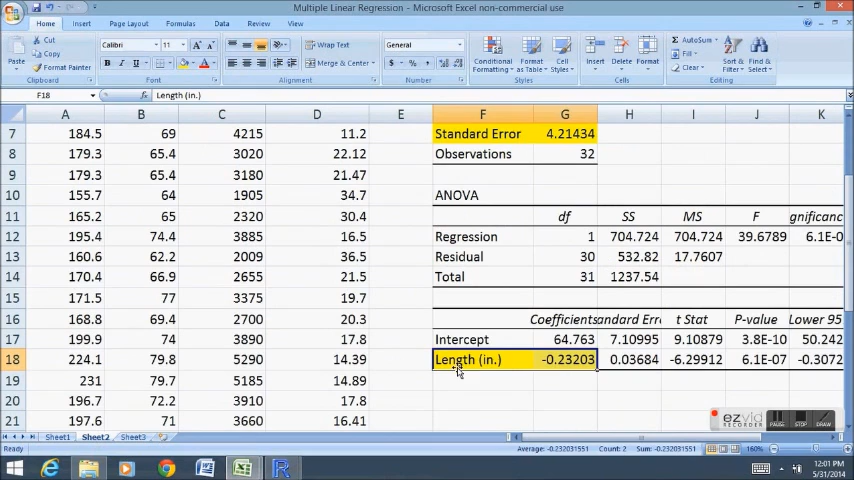 Multiple Linear Regression - Microsoft Excel non-commercial use
Home Insert Page Layout Formulas Data Review View
Paste Cut Copy Format Painter Clipboard
Calibri 11 B I U A Font
Wrap Text Merge & Center Alignment
General $ % , Number
Conditional Formatting Format as Table Cell Styles Styles
Insert Delete Format Cells
Σ AutoSum Fill Clear Sort & Filter Find & Select Editing
F18 fx Length (in.)
A B C D E F G H I J K
7 184.5 69 4215 11.2 Standard Error 4.21434
8 179.3 65.4 3020 22.12 Observations 32
9 179.3 65.4 3180 21.47
10 155.7 64 1905 34.7 ANOVA
11 165.2 65 2320 30.4 df SS MS F gnificanc
12 195.4 74.4 3885 16.5 Regression 1 704.724 704.724 39.6789 6.1E-0
13 160.6 62.2 2009 36.5 Residual 30 532.82 17.7607
14 170.4 66.9 2655 21.5 Total 31 1237.54
15 171.5 77 3375 19.7
16 168.8 69.4 2700 20.3 Coefficients andard Erro t Stat P-value Lower 95
17 199.9 74 3890 17.8 Intercept 64.763 7.10995 9.10879 3.8E-10 50.242
18 224.1 79.8 5290 14.39 Length (in.) -0.23203 0.03684 -6.29912 6.1E-07 -0.3072
19 231 79.7 5185 14.89
20 196.7 72.2 3910 17.8
21 197.6 71 3660 16.41
ezvid RECORDER PAUSE STOP DRAW
Sheet1 Sheet2 Sheet3
Ready Average: -0.232031551 Count: 2 Sum: -0.232031551 160%
12:01 PM
5/31/2014